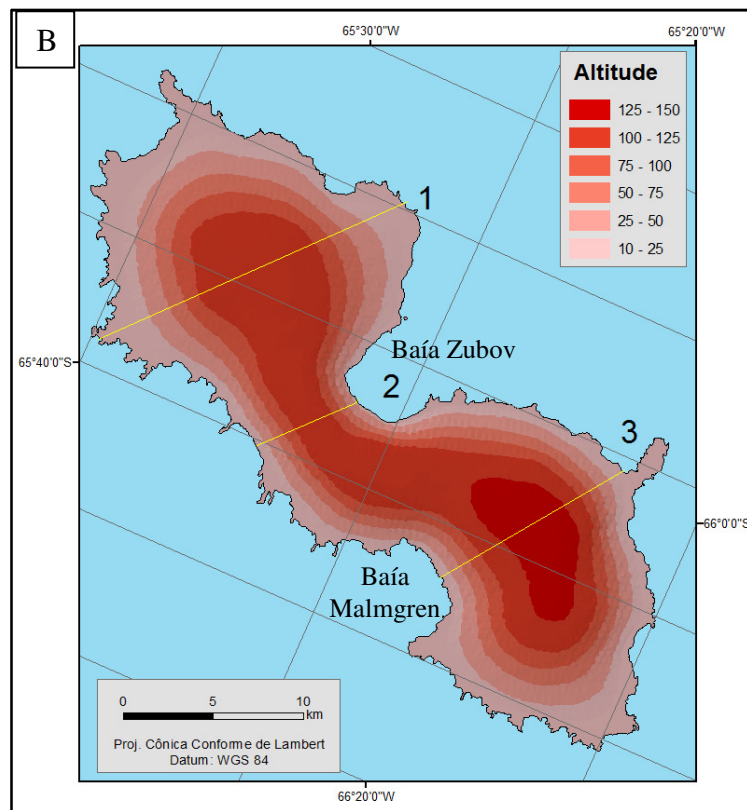 B
65°30'0"W
65°20'0"W
Altitude
125 - 150
100 - 125
75 - 100
50 - 75
25 - 50
10 - 25
1
Baía Zubov
65°40'0"S
2
3
66°0'0"S
Baía
Malmgren
0 5 10
km
Proj. Cônica Conforme de Lambert
Datum: WGS 84
66°20'0"W